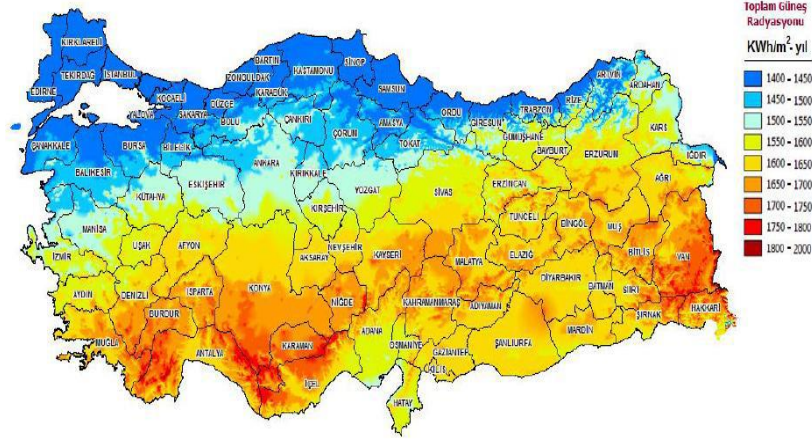 Toplam Güneş
Radyasyonu
KWh/m²-yıl
1400 - 1450
1450 - 1500
1500 - 1550
1550 - 1600
1600 - 1650
1650 - 1700
1700 - 1750
1750 - 1800
1800 - 2000
KIRKLARELİ
TEKİRDAĞ
İSTANBUL
EDİRNE
KOCAELİ
YALOVA
SAKARYA
DÜZCE
BOLU
ZONGULDAK
BARTIN
KARABÜK
KASTAMONU
SİNOP
SAMSUN
ÇANKIRI
ÇORUM
AMASYA
TOKAT
ORDU
GİRESUN
TRABZON
RİZE
ARTVİN
ARDAHAN
KARS
IĞDIR
GÜMÜŞHANE
BAYBURT
ERZURUM
AĞRI
ÇANAKKALE
BURSA
BİLECİK
BALIKESİR
KÜTAHYA
ESKİŞEHİR
ANKARA
KIRIKKALE
YOZGAT
KIRŞEHİR
SİVAS
ERZİNCAN
TUNCELİ
BİNGÖL
MUŞ
BİTLİS
VAN
MANİSA
İZMİR
UŞAK
AFYON
AKSARAY
NEVŞEHİR
KAYSERİ
MALATYA
ELAZIĞ
DİYARBAKIR
BATMAN
SİİRT
ŞIRNAK
HAKKARİ
AYDIN
DENİZLİ
ISPARTA
BURDUR
KONYA
NİĞDE
KAHRAMANMARAŞ
ADIYAMAN
MARDİN
ŞANLIURFA
MUĞLA
ANTALYA
KARAMAN
İÇEL
ADANA
OSMANİYE
GAZİANTEP
KİLİS
HATAY